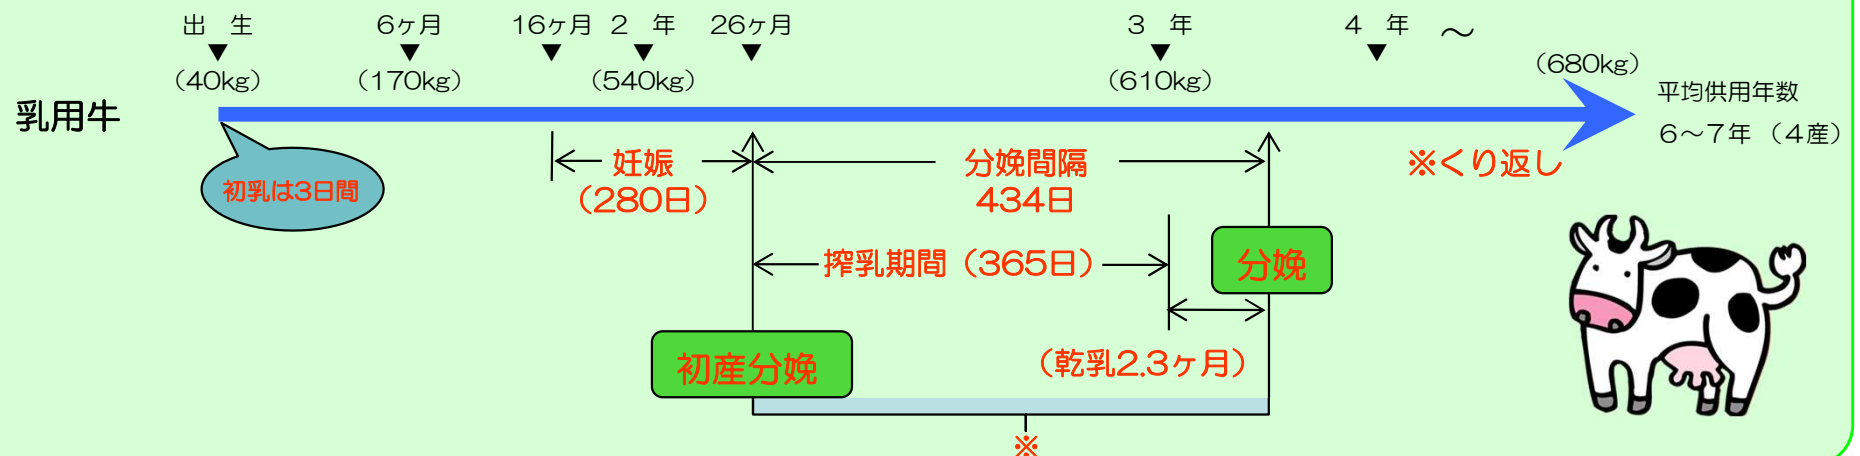 出 生 6ヶ月 16ヶ月 2 年 26ヶ月 3 年 4 年 ～
(40kg) (170kg) (540kg) (610kg) (680kg)
乳用牛
平均供用年数
6～7年 (4産)
初乳は3日間
妊娠
(280日)
分娩間隔
434日
※くり返し
搾乳期間 (365日)
分娩
初産分娩
(乾乳2.3ヶ月)
※